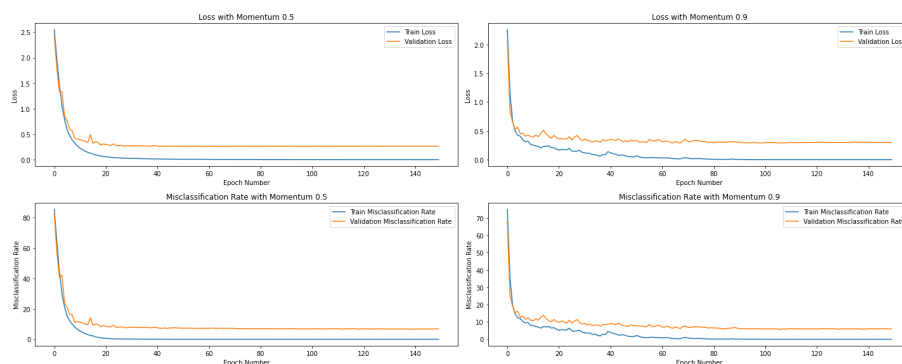 Loss with Momentum 0.5
Train Loss
Validation Loss
Loss
2.5
2.0
1.5
1.0
0.5
0.0
0 20 40 60 80 100 120 140
Epoch Number
Loss with Momentum 0.9
Train Loss
Validation Loss
Loss
2.0
1.5
1.0
0.5
0.0
0 20 40 60 80 100 120 140
Epoch Number
Misclassification Rate with Momentum 0.5
Train Misclassification Rate
Validation Misclassification Rate
Misclassification Rate
80
60
40
20
0
0 20 40 60 80 100 120 140
Epoch Number
Misclassification Rate with Momentum 0.9
Train Misclassification Rate
Validation Misclassification Rate
Misclassification Rate
70
60
50
40
30
20
10
0
0 20 40 60 80 100 120 140
Epoch Number